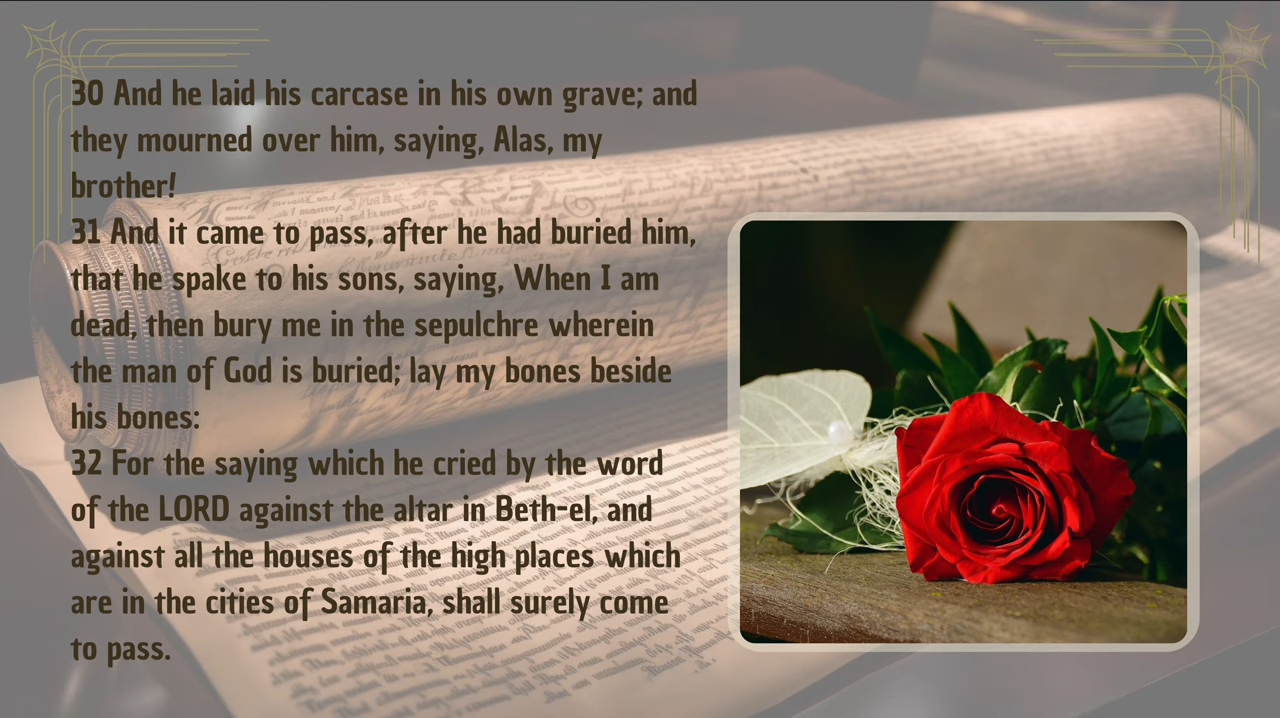 30 And he laid his carcase in his own grave; and
they mourned over him, saying, Alas, my
brother!
31 And it came to pass, after he had buried him,
that he spake to his sons, saying, When I am
dead, then bury me in the sepulchre wherein
the man of God is buried; lay my bones beside
his bones:
32 For the saying which he cried by the word
of the LORD against the altar in Beth-el, and
against all the houses of the high places which
are in the cities of Samaria, shall surely come
to pass.